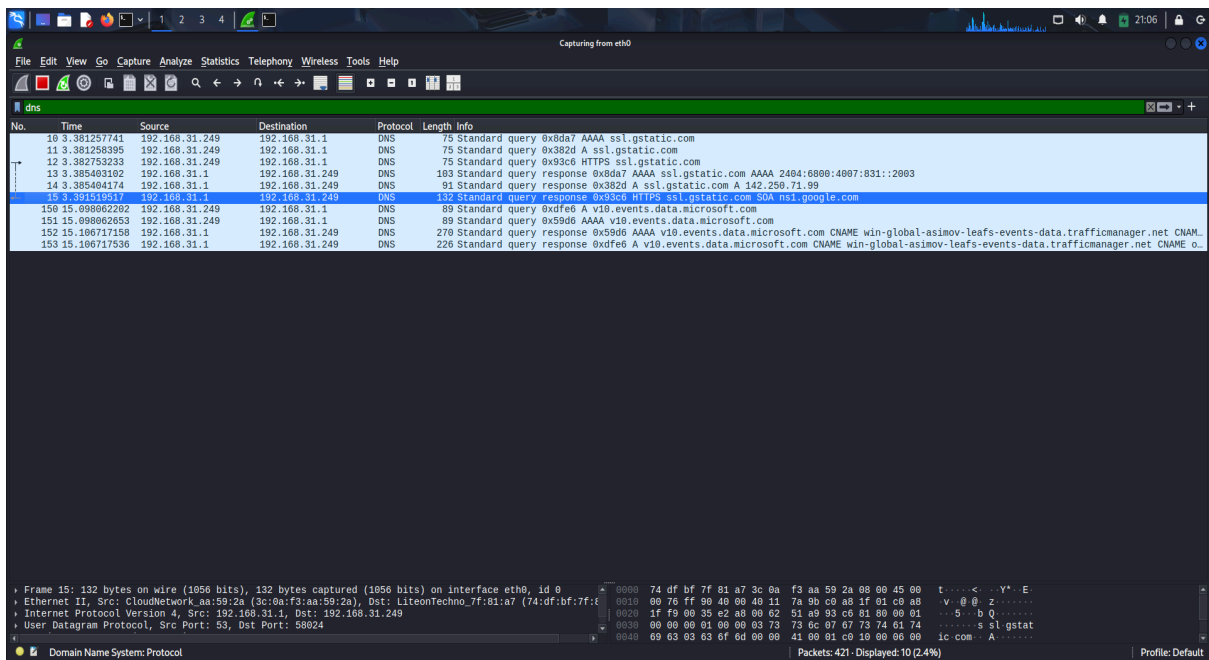 1 2 3 4 21:06
Capturing from eth0
File Edit View Go Capture Analyze Statistics Telephony Wireless Tools Help
dns
No. Time Source Destination Protocol Length Info
10 3.381257741 192.168.31.249 192.168.31.1 DNS 75 Standard query 0x8da7 AAAA ssl.gstatic.com
11 3.381258395 192.168.31.249 192.168.31.1 DNS 75 Standard query 0x382d A ssl.gstatic.com
12 3.382753233 192.168.31.249 192.168.31.1 DNS 75 Standard query 0x93c6 HTTPS ssl.gstatic.com
13 3.385403102 192.168.31.1 192.168.31.249 DNS 103 Standard query response 0x8da7 AAAA ssl.gstatic.com AAAA 2404:6800:4007:831::2003
14 3.385404174 192.168.31.1 192.168.31.249 DNS 91 Standard query response 0x382d A ssl.gstatic.com A 142.250.71.99
15 3.391519517 192.168.31.1 192.168.31.249 DNS 132 Standard query response 0x93c6 HTTPS ssl.gstatic.com SOA ns1.google.com
150 15.098062202 192.168.31.249 192.168.31.1 DNS 89 Standard query 0xdfe6 A v10.events.data.microsoft.com
151 15.098062653 192.168.31.249 192.168.31.1 DNS 89 Standard query 0x59d6 AAAA v10.events.data.microsoft.com
152 15.106717158 192.168.31.1 192.168.31.249 DNS 270 Standard query response 0x59d6 AAAA v10.events.data.microsoft.com CNAME win-global-asimov-leafs-events-data.trafficmanager.net CNAM…
153 15.106717536 192.168.31.1 192.168.31.249 DNS 226 Standard query response 0xdfe6 A v10.events.data.microsoft.com CNAME win-global-asimov-leafs-events-data.trafficmanager.net CNAME o…
Frame 15: 132 bytes on wire (1056 bits), 132 bytes captured (1056 bits) on interface eth0, id 0
Ethernet II, Src: CloudNetwork_aa:59:2a (3c:0a:f3:aa:59:2a), Dst: LiteonTechno_7f:81:a7 (74:df:bf:7f:8
Internet Protocol Version 4, Src: 192.168.31.1, Dst: 192.168.31.249
User Datagram Protocol, Src Port: 53, Dst Port: 58024
0000 74 df bf 7f 81 a7 3c 0a f3 aa 59 2a 08 00 45 00 t·····<· ··Y*··E·
0010 00 76 ff 90 40 00 40 11 7a 9b c0 a8 1f 01 c0 a8 ·v··@·@· z·······
0020 1f f9 00 35 e2 a8 00 62 51 a9 93 c6 81 80 00 01 ···5···b Q·······
0030 00 00 00 01 00 00 03 73 73 6c 07 67 73 74 61 74 ·······s sl·gstat
0040 69 63 03 63 6f 6d 00 00 41 00 01 c0 10 00 06 00 ic·com·· A·······
Domain Name System: Protocol Packets: 421 · Displayed: 10 (2.4%) Profile: Default